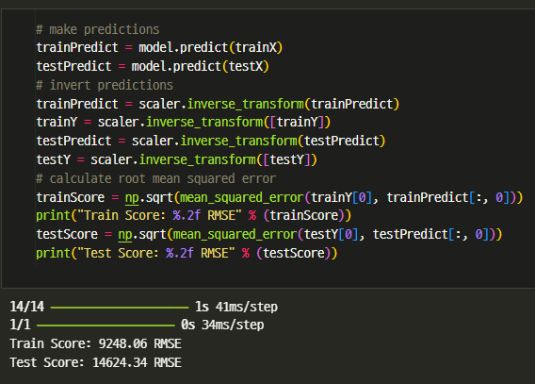 # make predictions
trainPredict = model.predict(trainX)
testPredict = model.predict(testX)
# invert predictions
trainPredict = scaler.inverse_transform(trainPredict)
trainY = scaler.inverse_transform([trainY])
testPredict = scaler.inverse_transform(testPredict)
testY = scaler.inverse_transform([testY])
# calculate root mean squared error
trainScore = np.sqrt(mean_squared_error(trainY[0], trainPredict[:, 0]))
print("Train Score: %.2f RMSE" % (trainScore))
testScore = np.sqrt(mean_squared_error(testY[0], testPredict[:, 0]))
print("Test Score: %.2f RMSE" % (testScore))
14/14 ━━━━━━━━━━━━━━━━━━━━ 1s 41ms/step
1/1 ━━━━━━━━━━━━━━━━━━━━ 0s 34ms/step
Train Score: 9248.06 RMSE
Test Score: 14624.34 RMSE